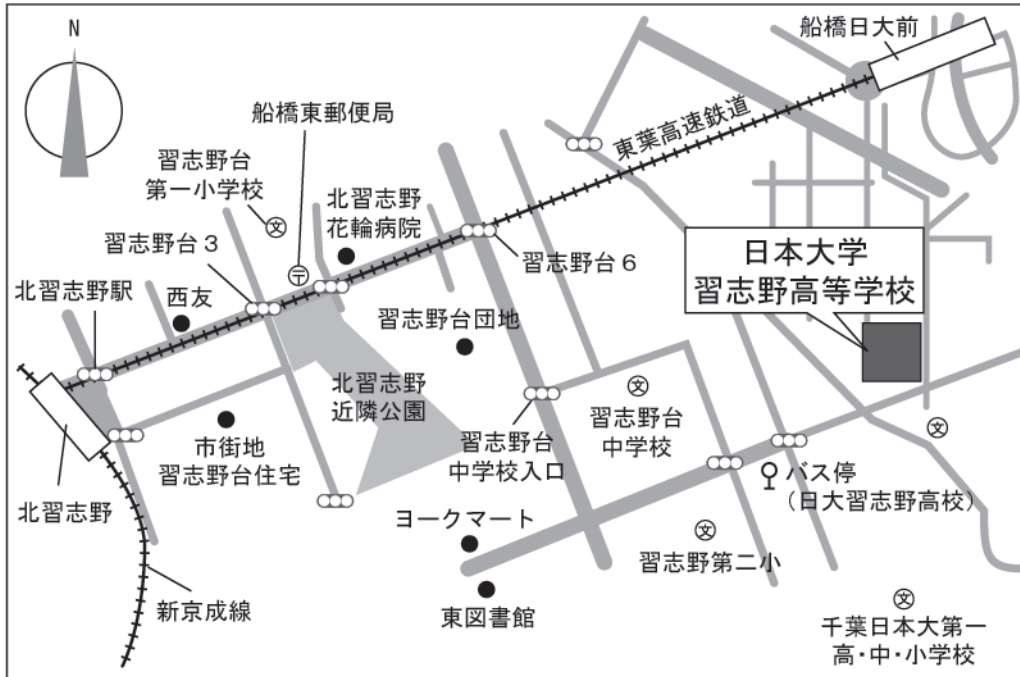 N
船橋日大前
船橋東郵便局
東葉高速鉄道
習志野台
第一小学校
文
北習志野
花輪病院
習志野台3
〒
習志野台6
日本大学
習志野高等学校
北習志野駅
西友
習志野台団地
北習志野
近隣公園
文
習志野台
中学校
習志野台
中学校入口
市街地
習志野台住宅
文
バス停
(日大習志野高校)
北習志野
ヨークマート
文
習志野第二小
新京成線
東図書館
文
千葉日本大第一
高・中・小学校